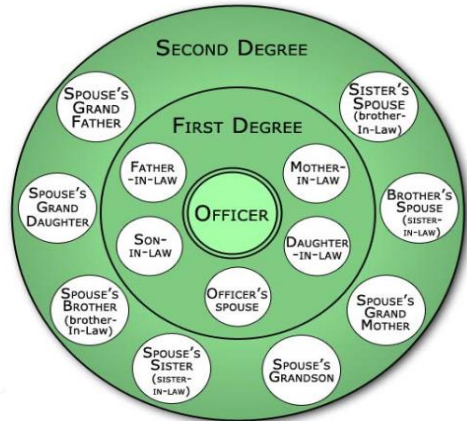 SECOND DEGREE
SPOUSE'S
GRAND
FATHER
SISTER'S
SPOUSE
(brother-
In-Law)
FIRST DEGREE
FATHER
-IN-LAW
MOTHER-
IN-LAW
SPOUSE'S
GRAND
DAUGHTER
OFFICER
BROTHER'S
SPOUSE
(SISTER-
IN-LAW)
SON-
IN-LAW
DAUGHTER
-IN-LAW
OFFICER'S
SPOUSE
SPOUSE'S
BROTHER
(brother-
In-Law)
SPOUSE'S
GRAND
MOTHER
SPOUSE'S
SISTER
(SISTER-
IN-LAW)
SPOUSE'S
GRANDSON